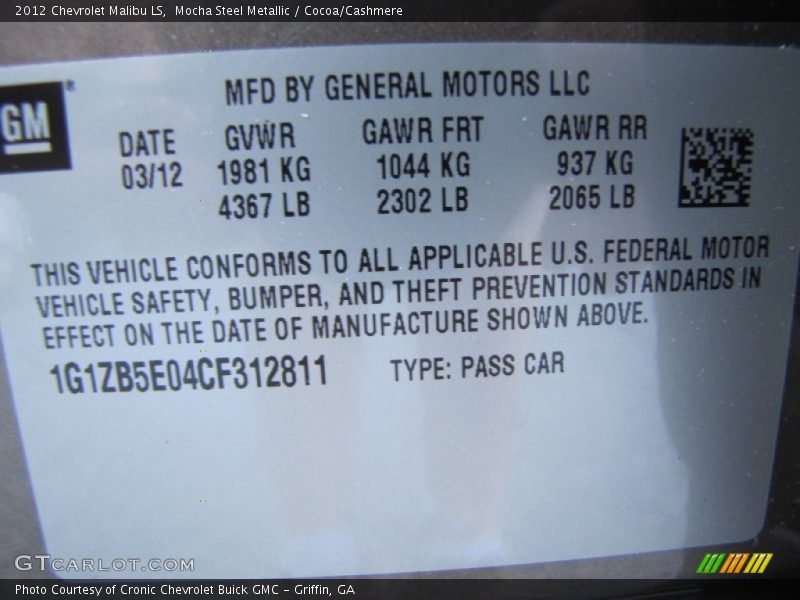 2012 Chevrolet Malibu LS, Mocha Steel Metallic / Cocoa/Cashmere
GM®
MFD BY GENERAL MOTORS LLC
DATE GVWR GAWR FRT GAWR RR
03/12 1981 KG 1044 KG 937 KG
4367 LB 2302 LB 2065 LB
THIS VEHICLE CONFORMS TO ALL APPLICABLE U.S. FEDERAL MOTOR
VEHICLE SAFETY, BUMPER, AND THEFT PREVENTION STANDARDS IN
EFFECT ON THE DATE OF MANUFACTURE SHOWN ABOVE.
1G1ZB5E04CF312811 TYPE: PASS CAR
GTCARLOT.COM
Photo Courtesy of Cronic Chevrolet Buick GMC – Griffin, GA